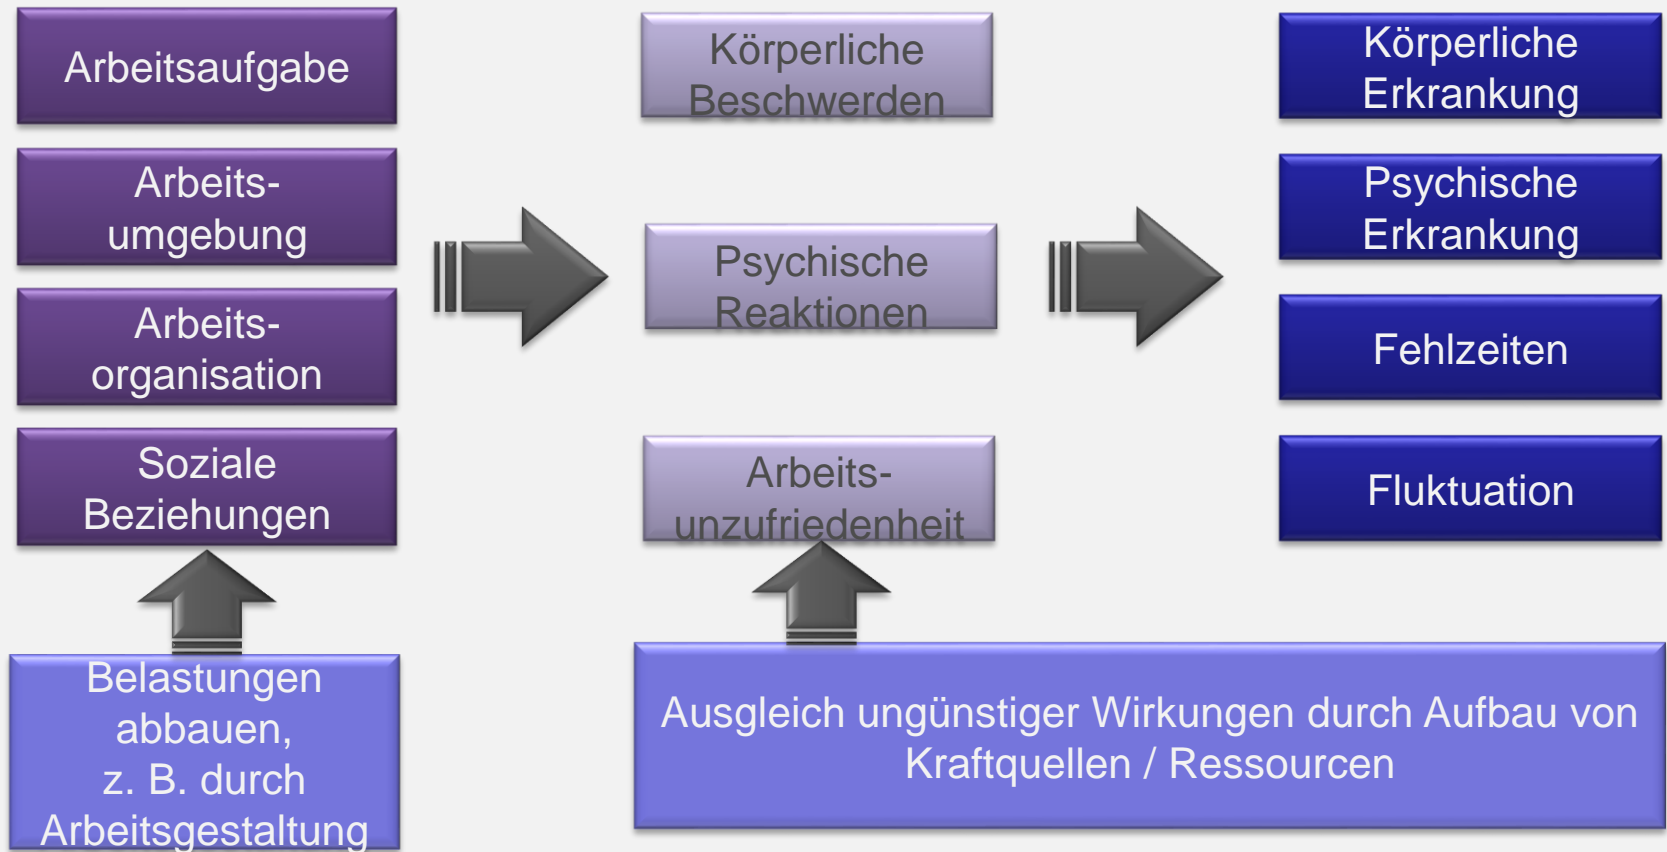 Arbeitsaufgabe
Arbeits-
umgebung
Arbeits-
organisation
Soziale
Beziehungen
Belastungen
abbauen,
z. B. durch
Arbeitsgestaltung
Körperliche
Beschwerden
Psychische
Reaktionen
Arbeits-
unzufriedenheit
Körperliche
Erkrankung
Psychische
Erkrankung
Fehlzeiten
Fluktuation
Ausgleich ungünstiger Wirkungen durch Aufbau von
Kraftquellen / Ressourcen